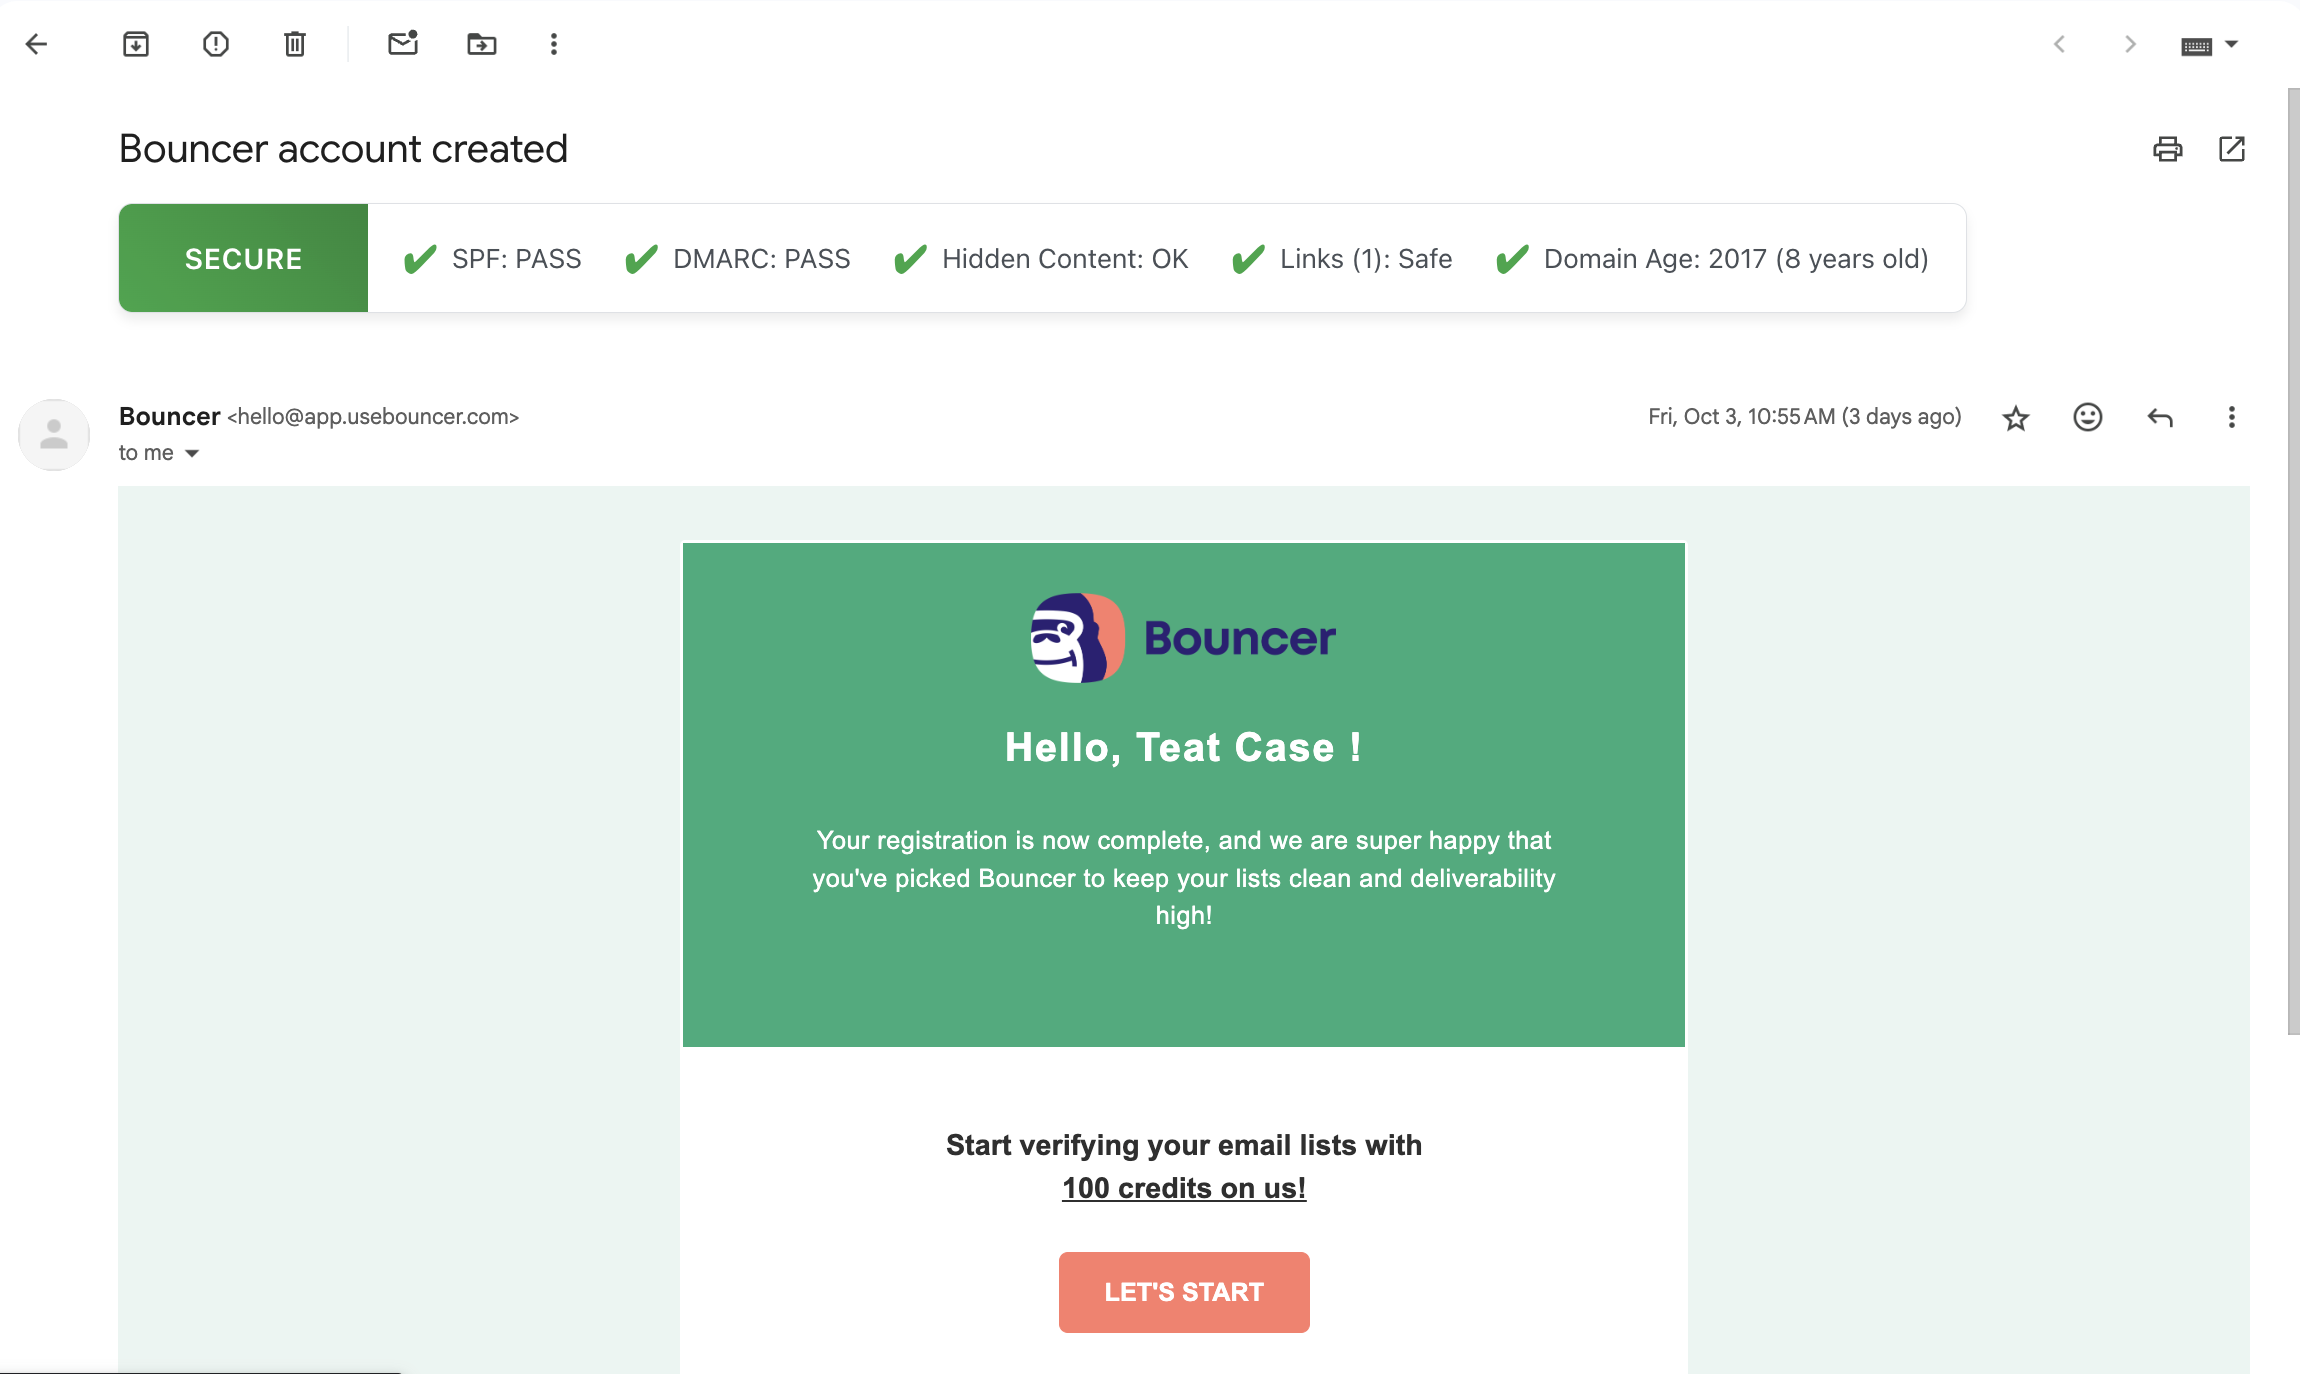 Bouncer account created
SECURE
SPF: PASS
DMARC: PASS
Hidden Content: OK
Links (1): Safe
Domain Age: 2017 (8 years old)
Bouncer <hello@app.usebouncer.com>
Fri, Oct 3, 10:55 AM (3 days ago)
to me
Bouncer
Hello, Teat Case !
Your registration is now complete, and we are super happy that
you've picked Bouncer to keep your lists clean and deliverability
high!
Start verifying your email lists with
100 credits on us!
LET'S START